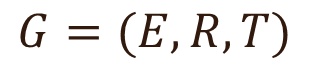 G = (E, R, T)